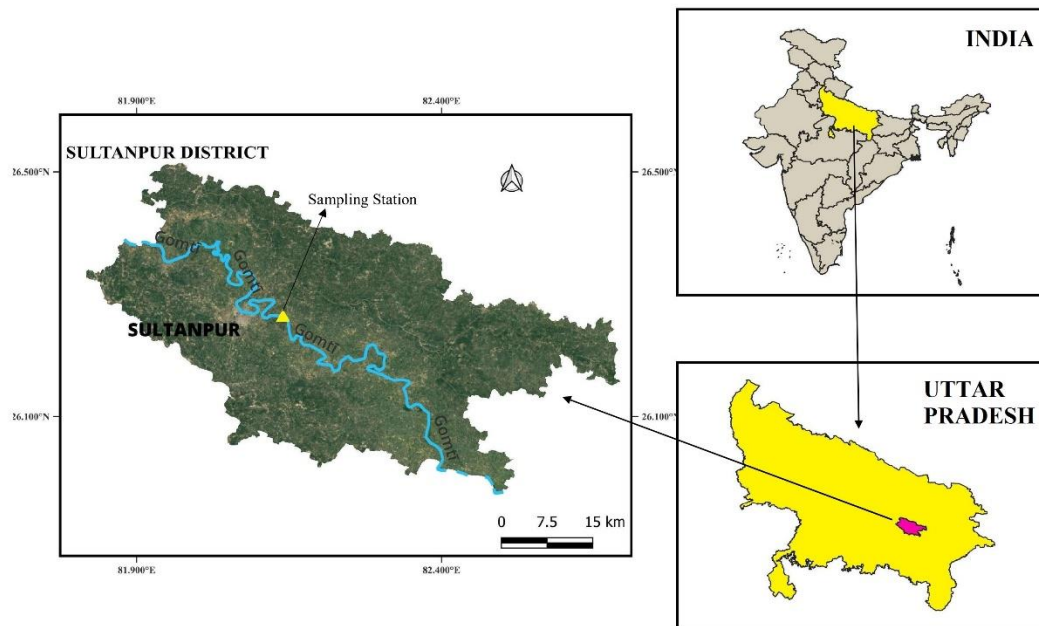 INDIA
81.900°E
82.400°E
SULTANPUR DISTRICT
26.500°N
26.500°N
Sampling Station
Gomti
Gomti
SULTANPUR
Gomti
UTTAR
PRADESH
26.100°N
26.100°N
Gomti
0 7.5 15 km
81.900°E
82.400°E